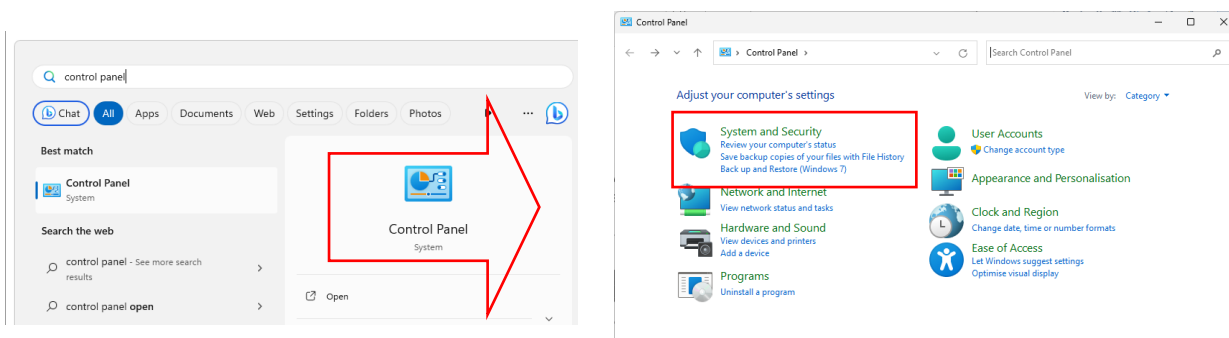 control panel
Chat All Apps Documents Web Settings Folders Photos ...
Best match
Control Panel
System
Search the web
control panel - See more search
results
control panel open
Control Panel
System
Open
Control Panel
Control Panel
Search Control Panel
Adjust your computer's settings
View by: Category
System and Security
Review your computer's status
Save backup copies of your files with File History
Back up and Restore (Windows 7)
Network and Internet
View network status and tasks
Hardware and Sound
View devices and printers
Add a device
Programs
Uninstall a program
User Accounts
Change account type
Appearance and Personalisation
Clock and Region
Change date, time or number formats
Ease of Access
Let Windows suggest settings
Optimise visual display